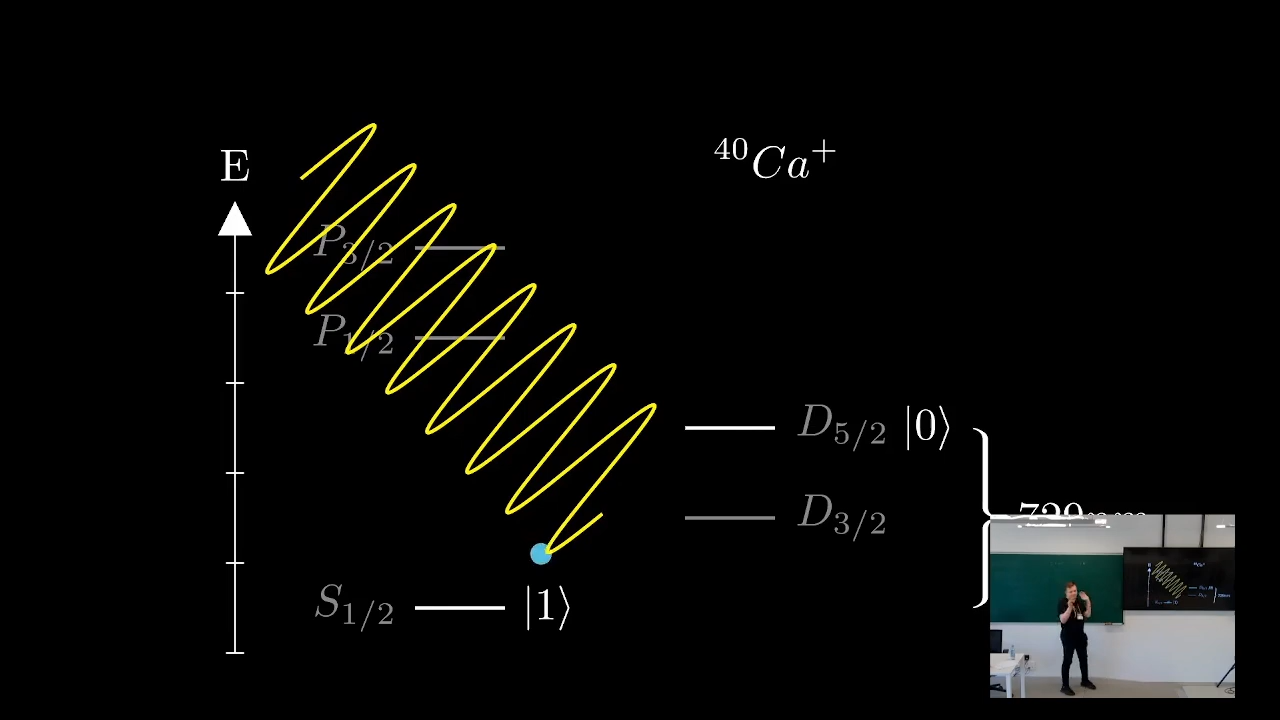 E
⁴⁰Ca⁺
P₃/₂
P₁/₂
D₅/₂ |0⟩
D₃/₂
S₁/₂ |1⟩